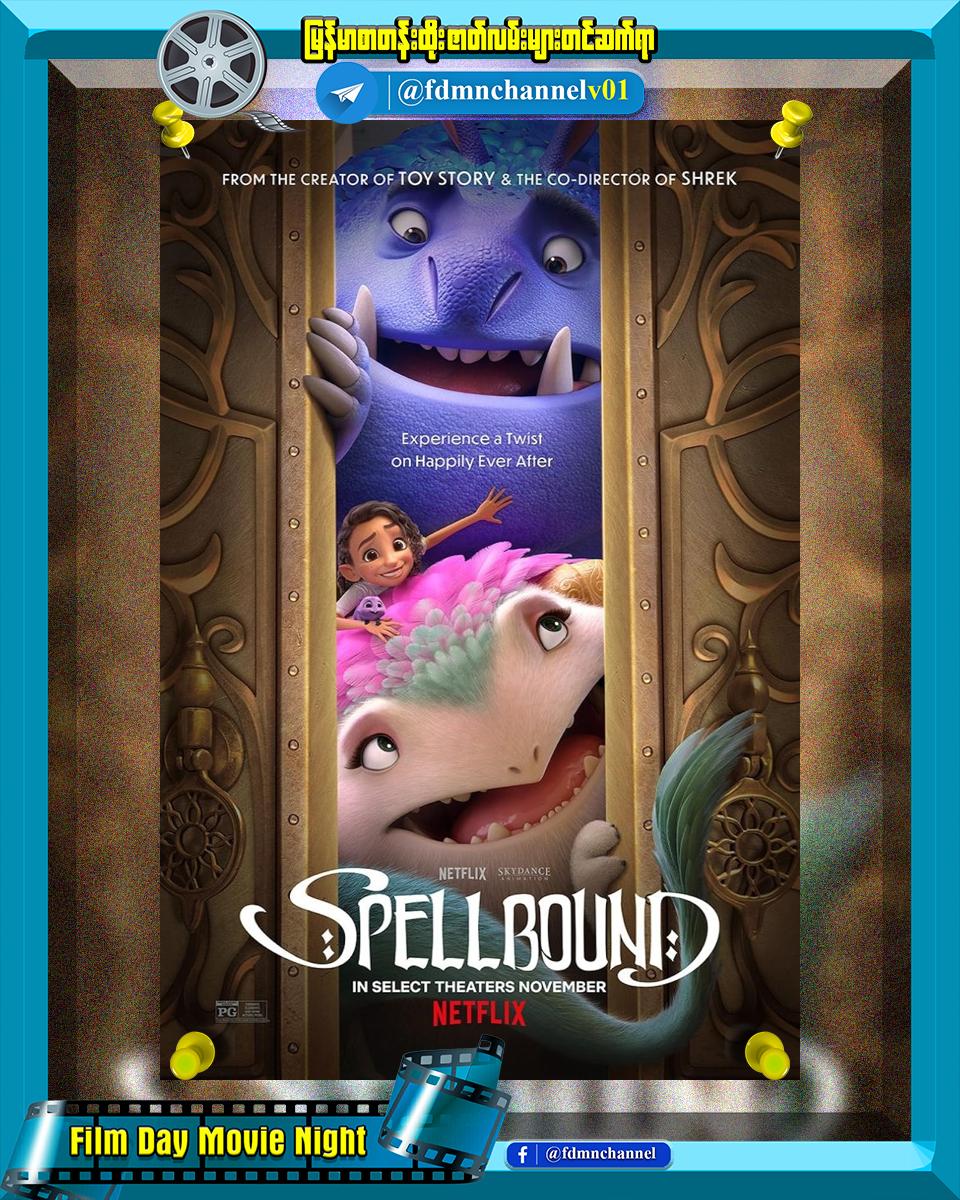 မြန်မာစာတန်းထိုးဇာတ်လမ်းများတင်ဆက်ရာ
@fdmnchannelv01
FROM THE CREATOR OF TOY STORY & THE CO-DIRECTOR OF SHREK
Experience a Twist
on Happily Ever After
NETFLIX SKYDANCE
ANIMATION
SPELLBOUND
IN SELECT THEATERS NOVEMBER
NETFLIX
PG
Film Day Movie Night
@fdmnchannel